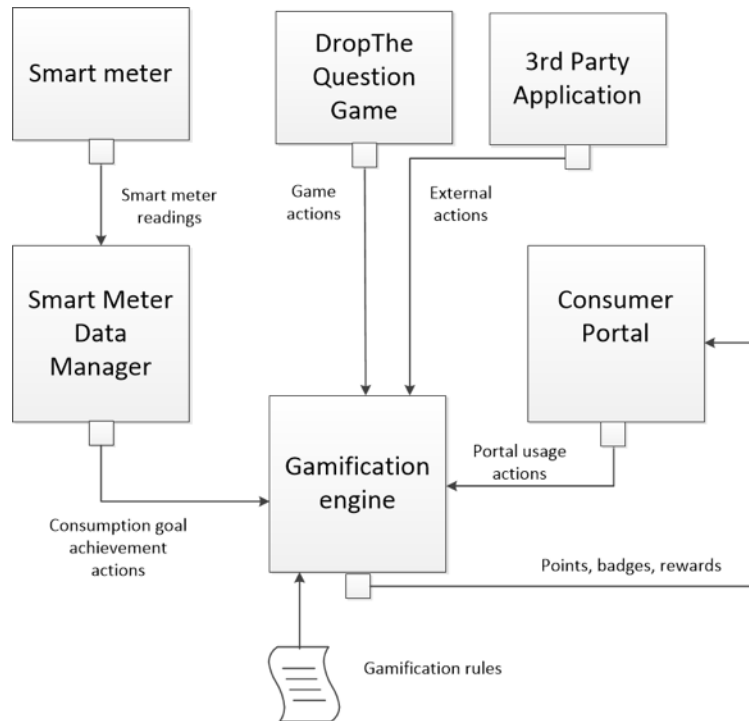 Smart meter
DropThe
Question
Game
3rd Party
Application
Smart meter
readings
Game
actions
External
actions
Smart Meter
Data
Manager
Consumer
Portal
Gamification
engine
Portal usage
actions
Consumption goal
achievement
actions
Points, badges, rewards
Gamification rules